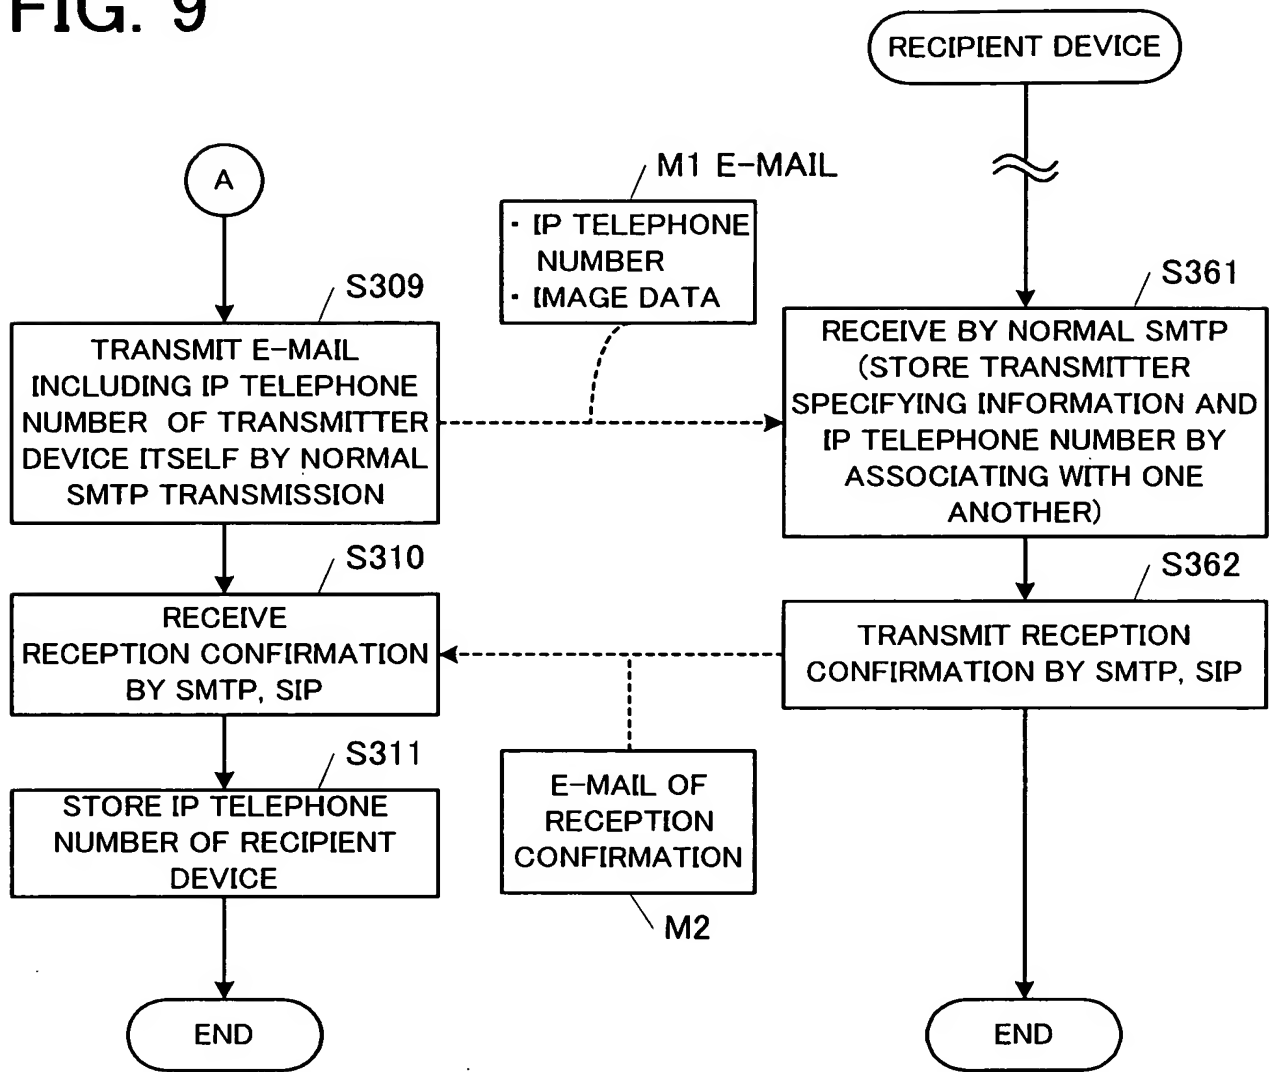 FIG. 9
RECIPIENT DEVICE
A
M1 E-MAIL
· IP TELEPHONE
NUMBER
· IMAGE DATA
S309
TRANSMIT E-MAIL
INCLUDING IP TELEPHONE
NUMBER OF TRANSMITTER
DEVICE ITSELF BY NORMAL
SMTP TRANSMISSION
S361
RECEIVE BY NORMAL SMTP
(STORE TRANSMITTER
SPECIFYING INFORMATION AND
IP TELEPHONE NUMBER BY
ASSOCIATING WITH ONE
ANOTHER)
S310
RECEIVE
RECEPTION CONFIRMATION
BY SMTP, SIP
S362
TRANSMIT RECEPTION
CONFIRMATION BY SMTP, SIP
S311
STORE IP TELEPHONE
NUMBER OF RECIPIENT
DEVICE
E-MAIL OF
RECEPTION
CONFIRMATION
M2
END
END